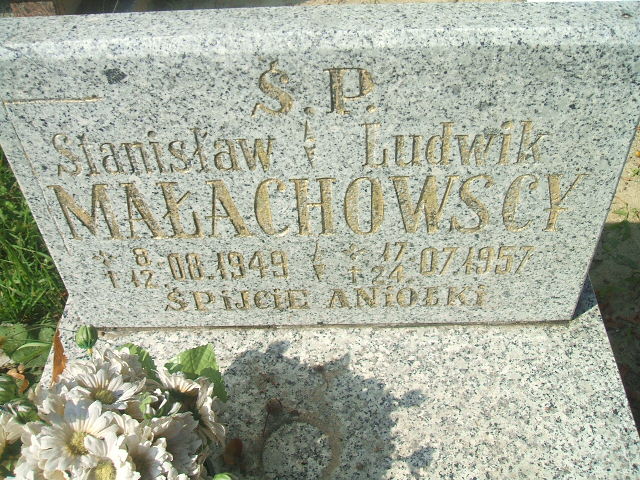 Ś.P.
Stanisław Ludwik
MAŁACHOWSCY
* 8. † 12. 08.1949 * 17. † 24. 07.1957
ŚPIJCIE ANIOŁKI